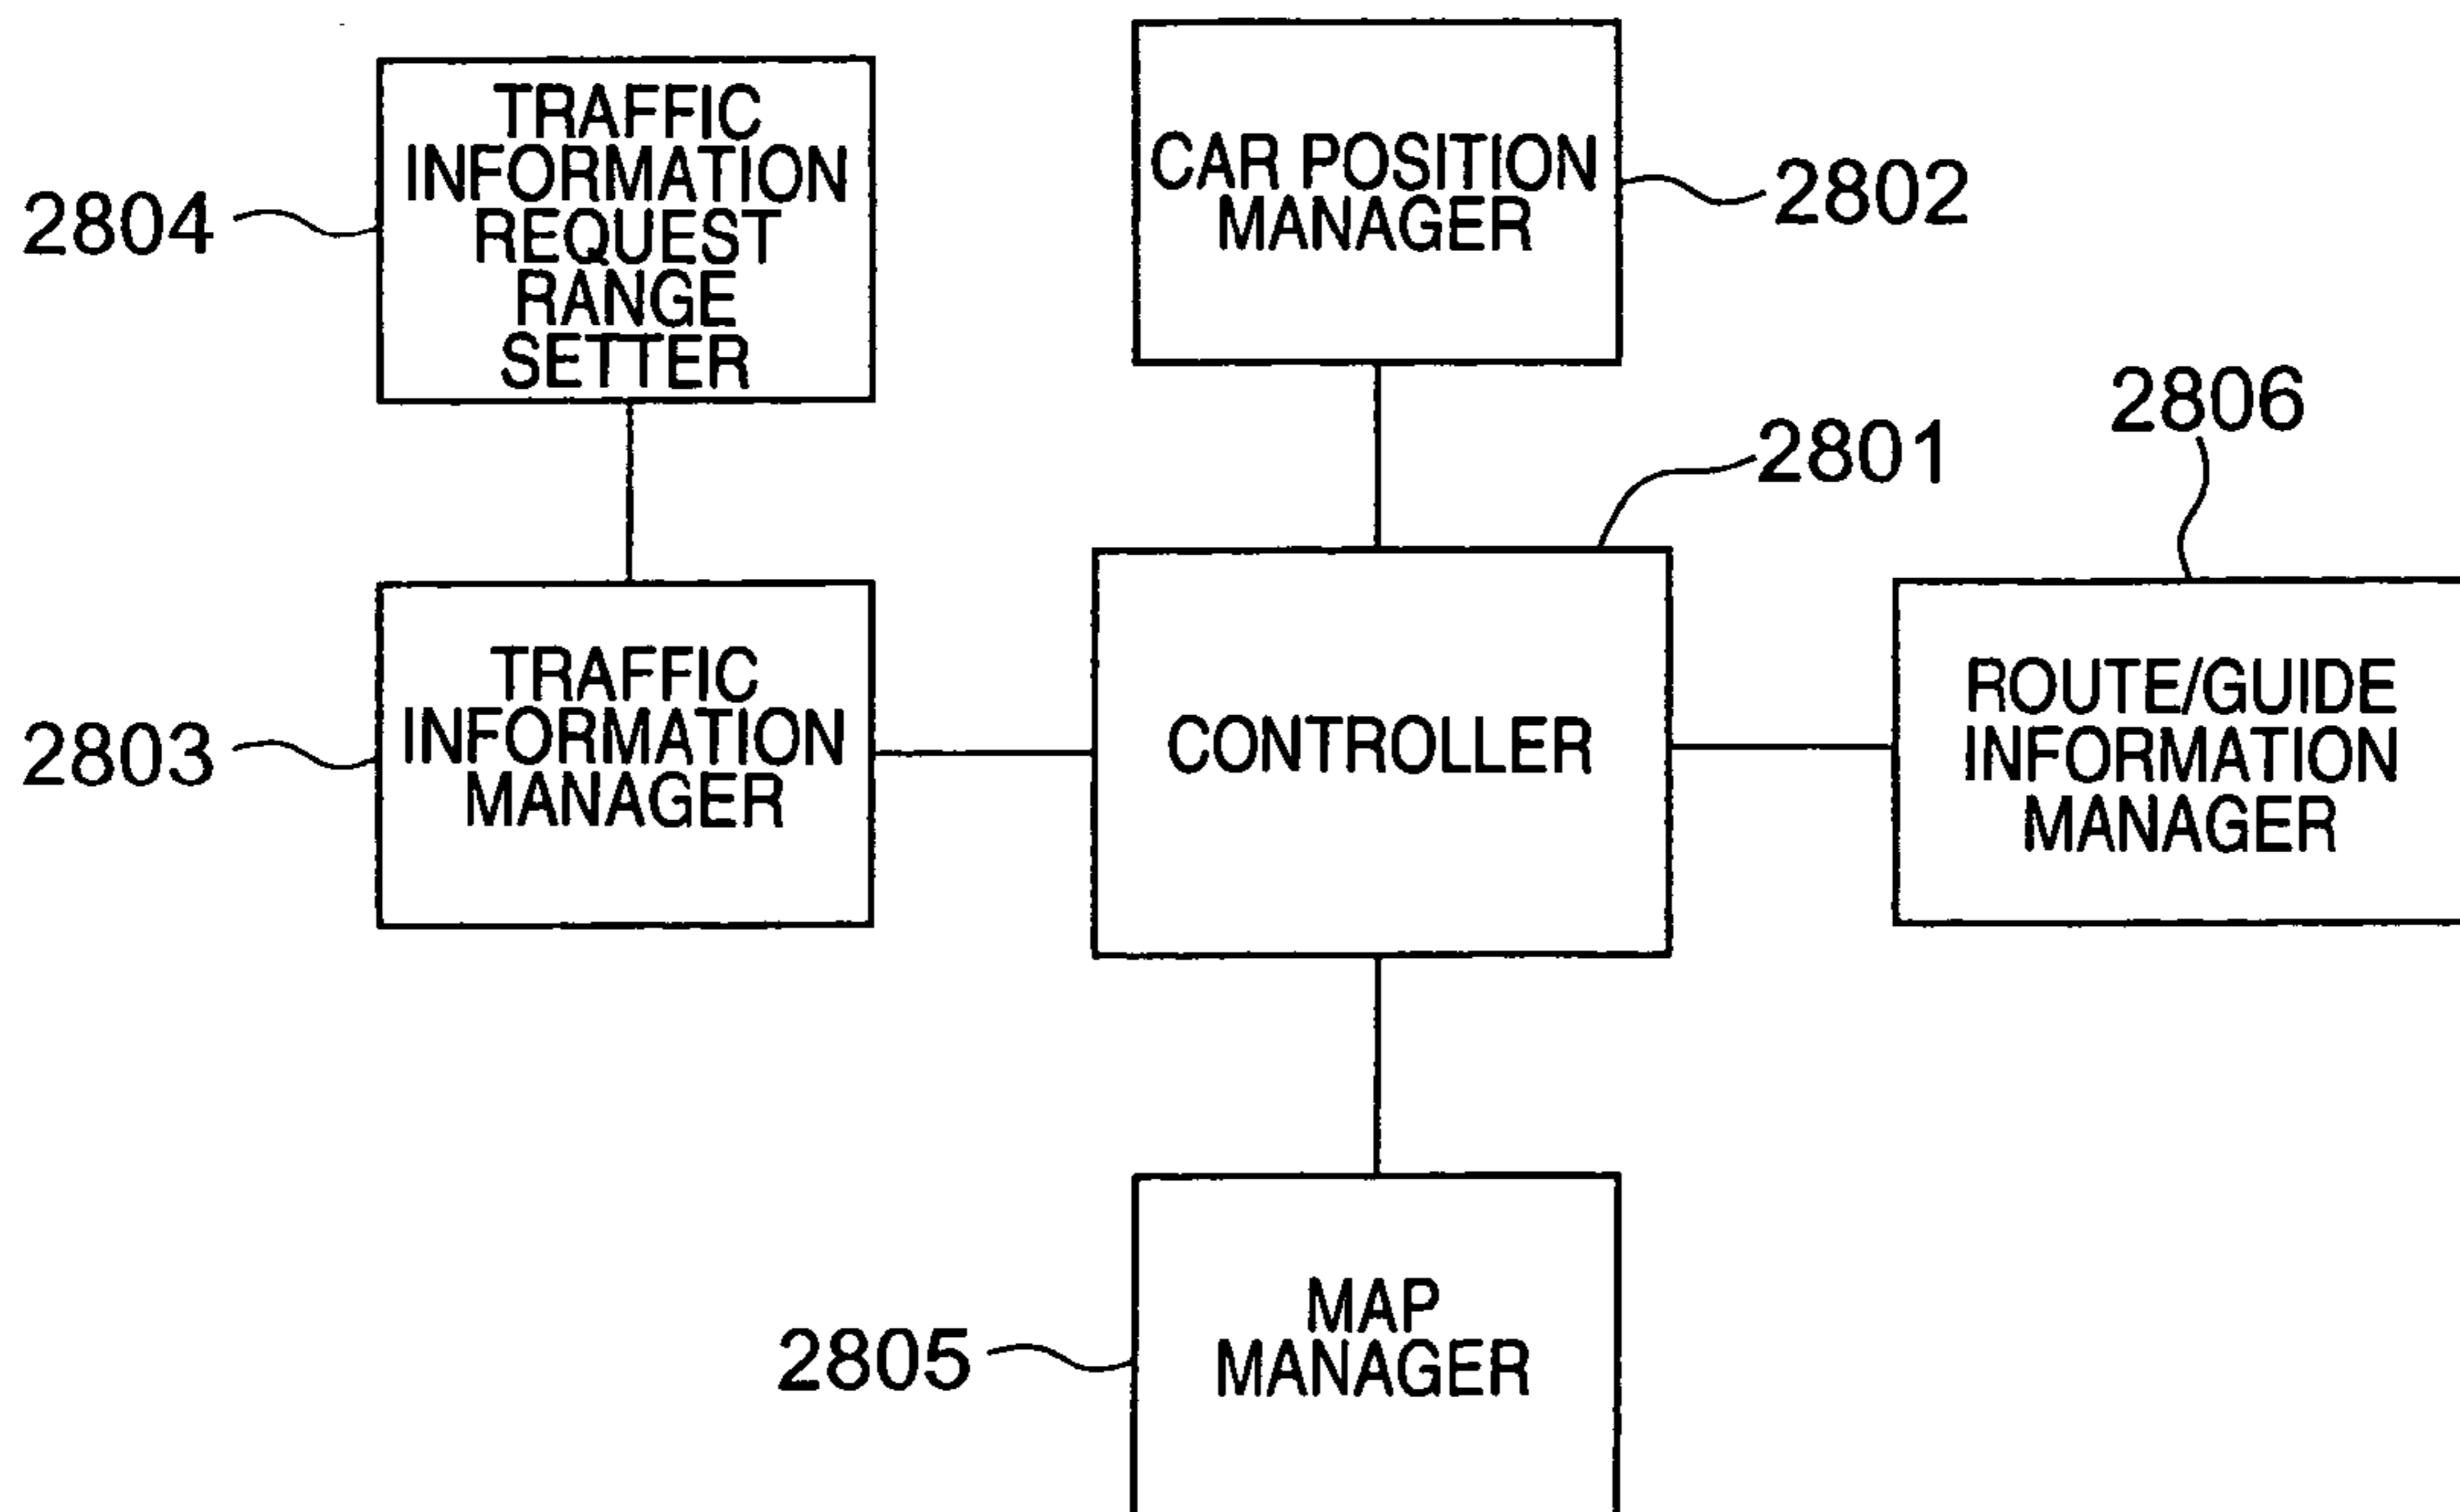 TRAFFIC
INFORMATION
REQUEST
RANGE
SETTER
2804
CAR POSITION
MANAGER
2802
2801
2806
TRAFFIC
INFORMATION
MANAGER
2803
CONTROLLER
ROUTE/GUIDE
INFORMATION
MANAGER
MAP
MANAGER
2805